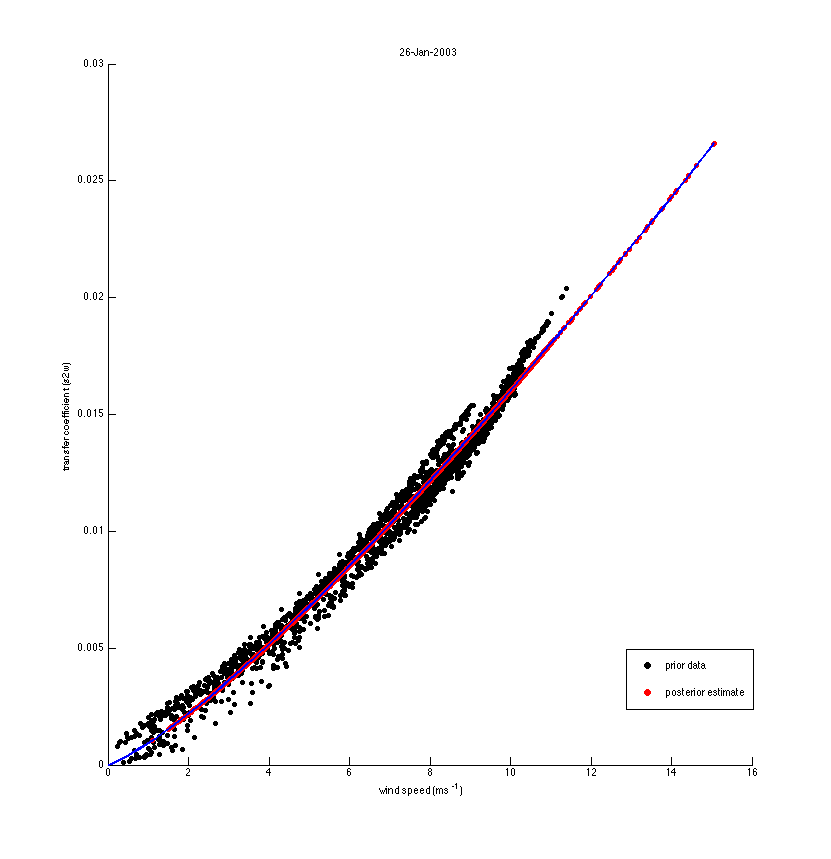 26-Jan-2003
0.03
0.025
0.02
0.015
0.01
0.005
0
transfer coefficient (s2w)
0 2 4 6 8 10 12 14 16
wind speed (ms⁻¹)
prior data
posterior estimate